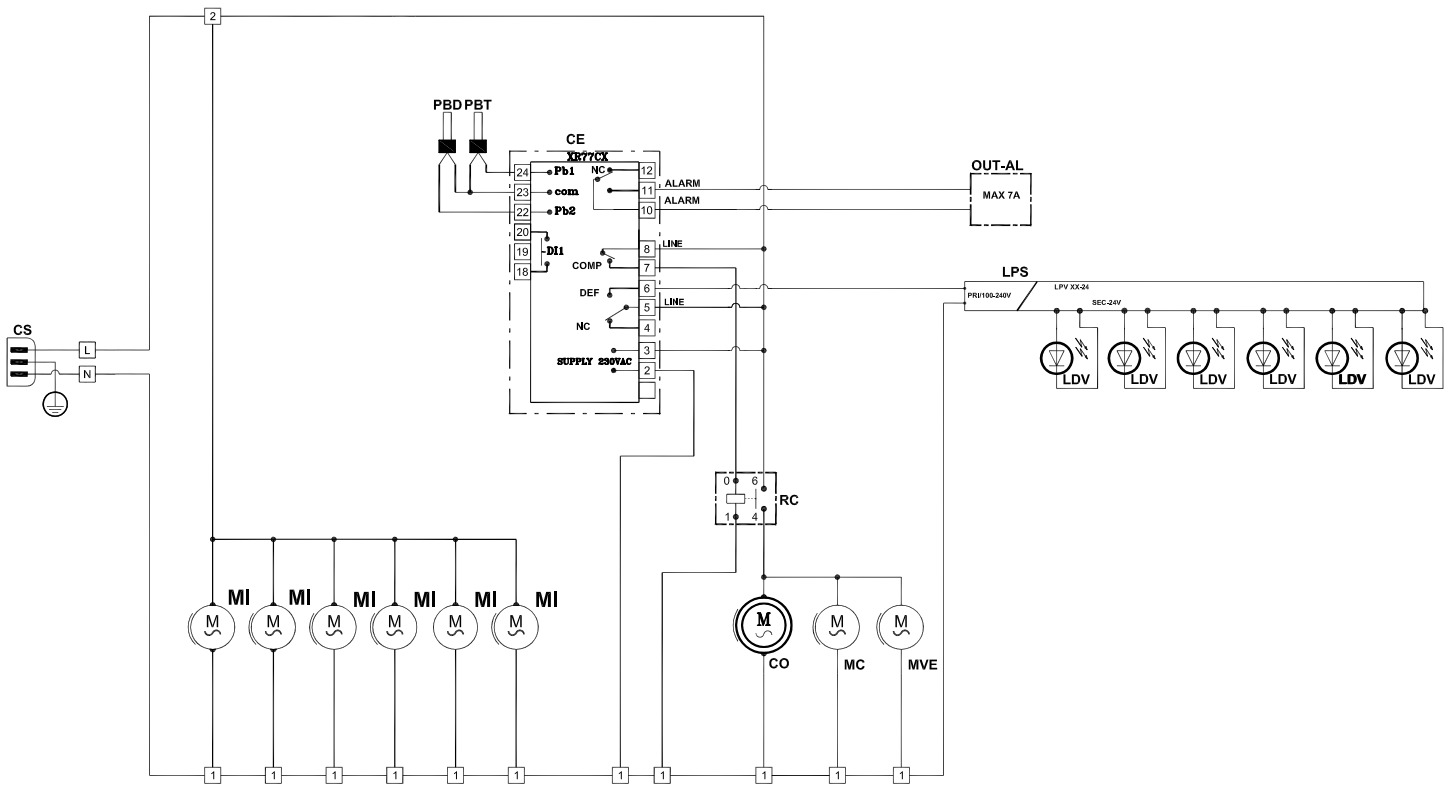 2
PBD PBT
CE
XR77CX
24 Pb1 NC 12
23 com 11 ALARM
22 Pb2 10 ALARM
OUT-AL
MAX 7A
20
19 DI1
18
8 LINE
COMP 7
DEF 6
5 LINE
NC 4
3
SUPPLY 230VAC
2
LPS
PRI/100-240V
LPV XX-24
SEC-24V
LDV LDV LDV LDV LDV LDV
CS
L
N
0 6
RC
1 4
MI MI MI MI MI MI
M M M M M M
M M M
CO MC MVE
1 1 1 1 1 1 1 1 1 1 1